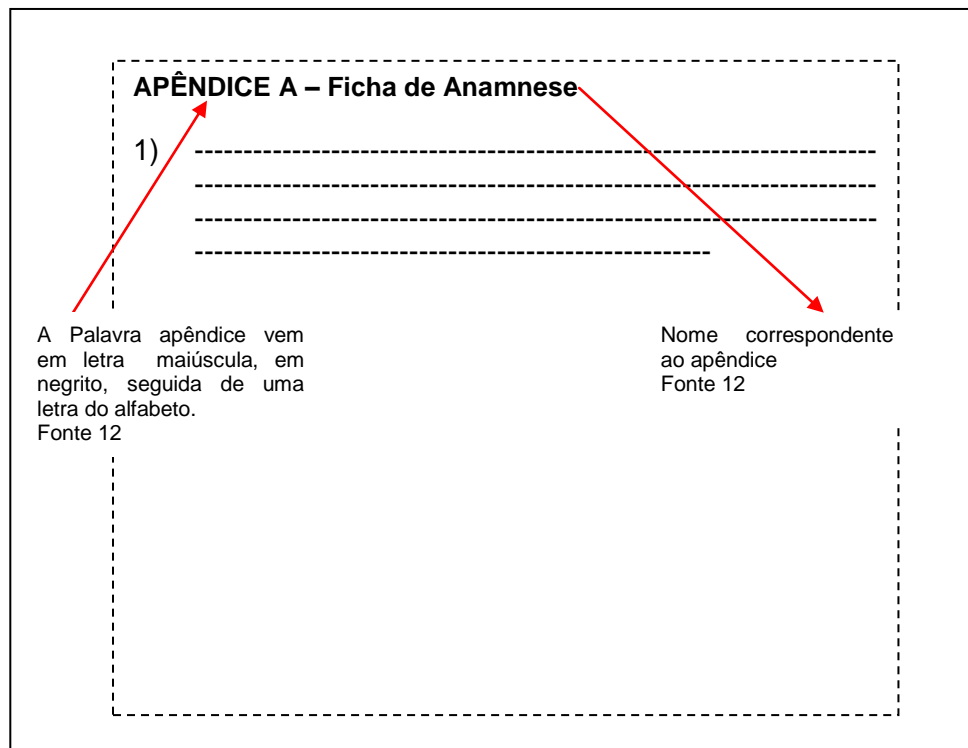 APÊNDICE A – Ficha de Anamnese
1) ----------------------------------------------------------------------
----------------------------------------------------------------------
----------------------------------------------------------------------
-----------------------------------------------------
A Palavra apêndice vem
em letra maiúscula, em
negrito, seguida de uma
letra do alfabeto.
Fonte 12
Nome correspondente
ao apêndice
Fonte 12